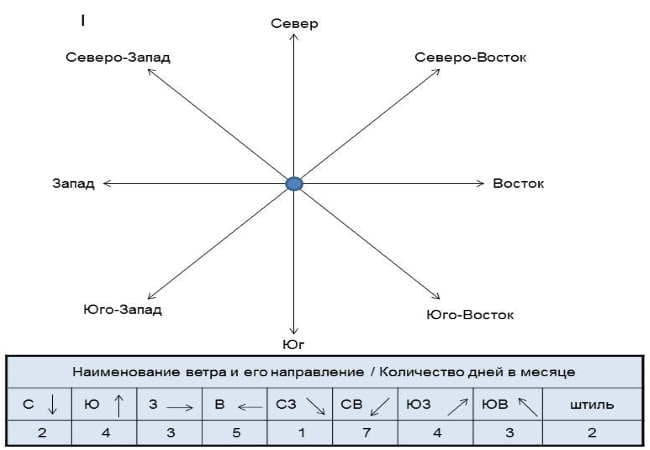 I
Север
Северо-Запад
Северо-Восток
Запад
Восток
Юго-Запад
Юго-Восток
Юг
Наименование ветра и его направление / Количество дней в месяце
С ↓ Ю ↑ З → В ← СЗ ↘ СВ ↙ ЮЗ ↗ ЮВ ↖ штиль
2 4 3 5 1 7 4 3 2